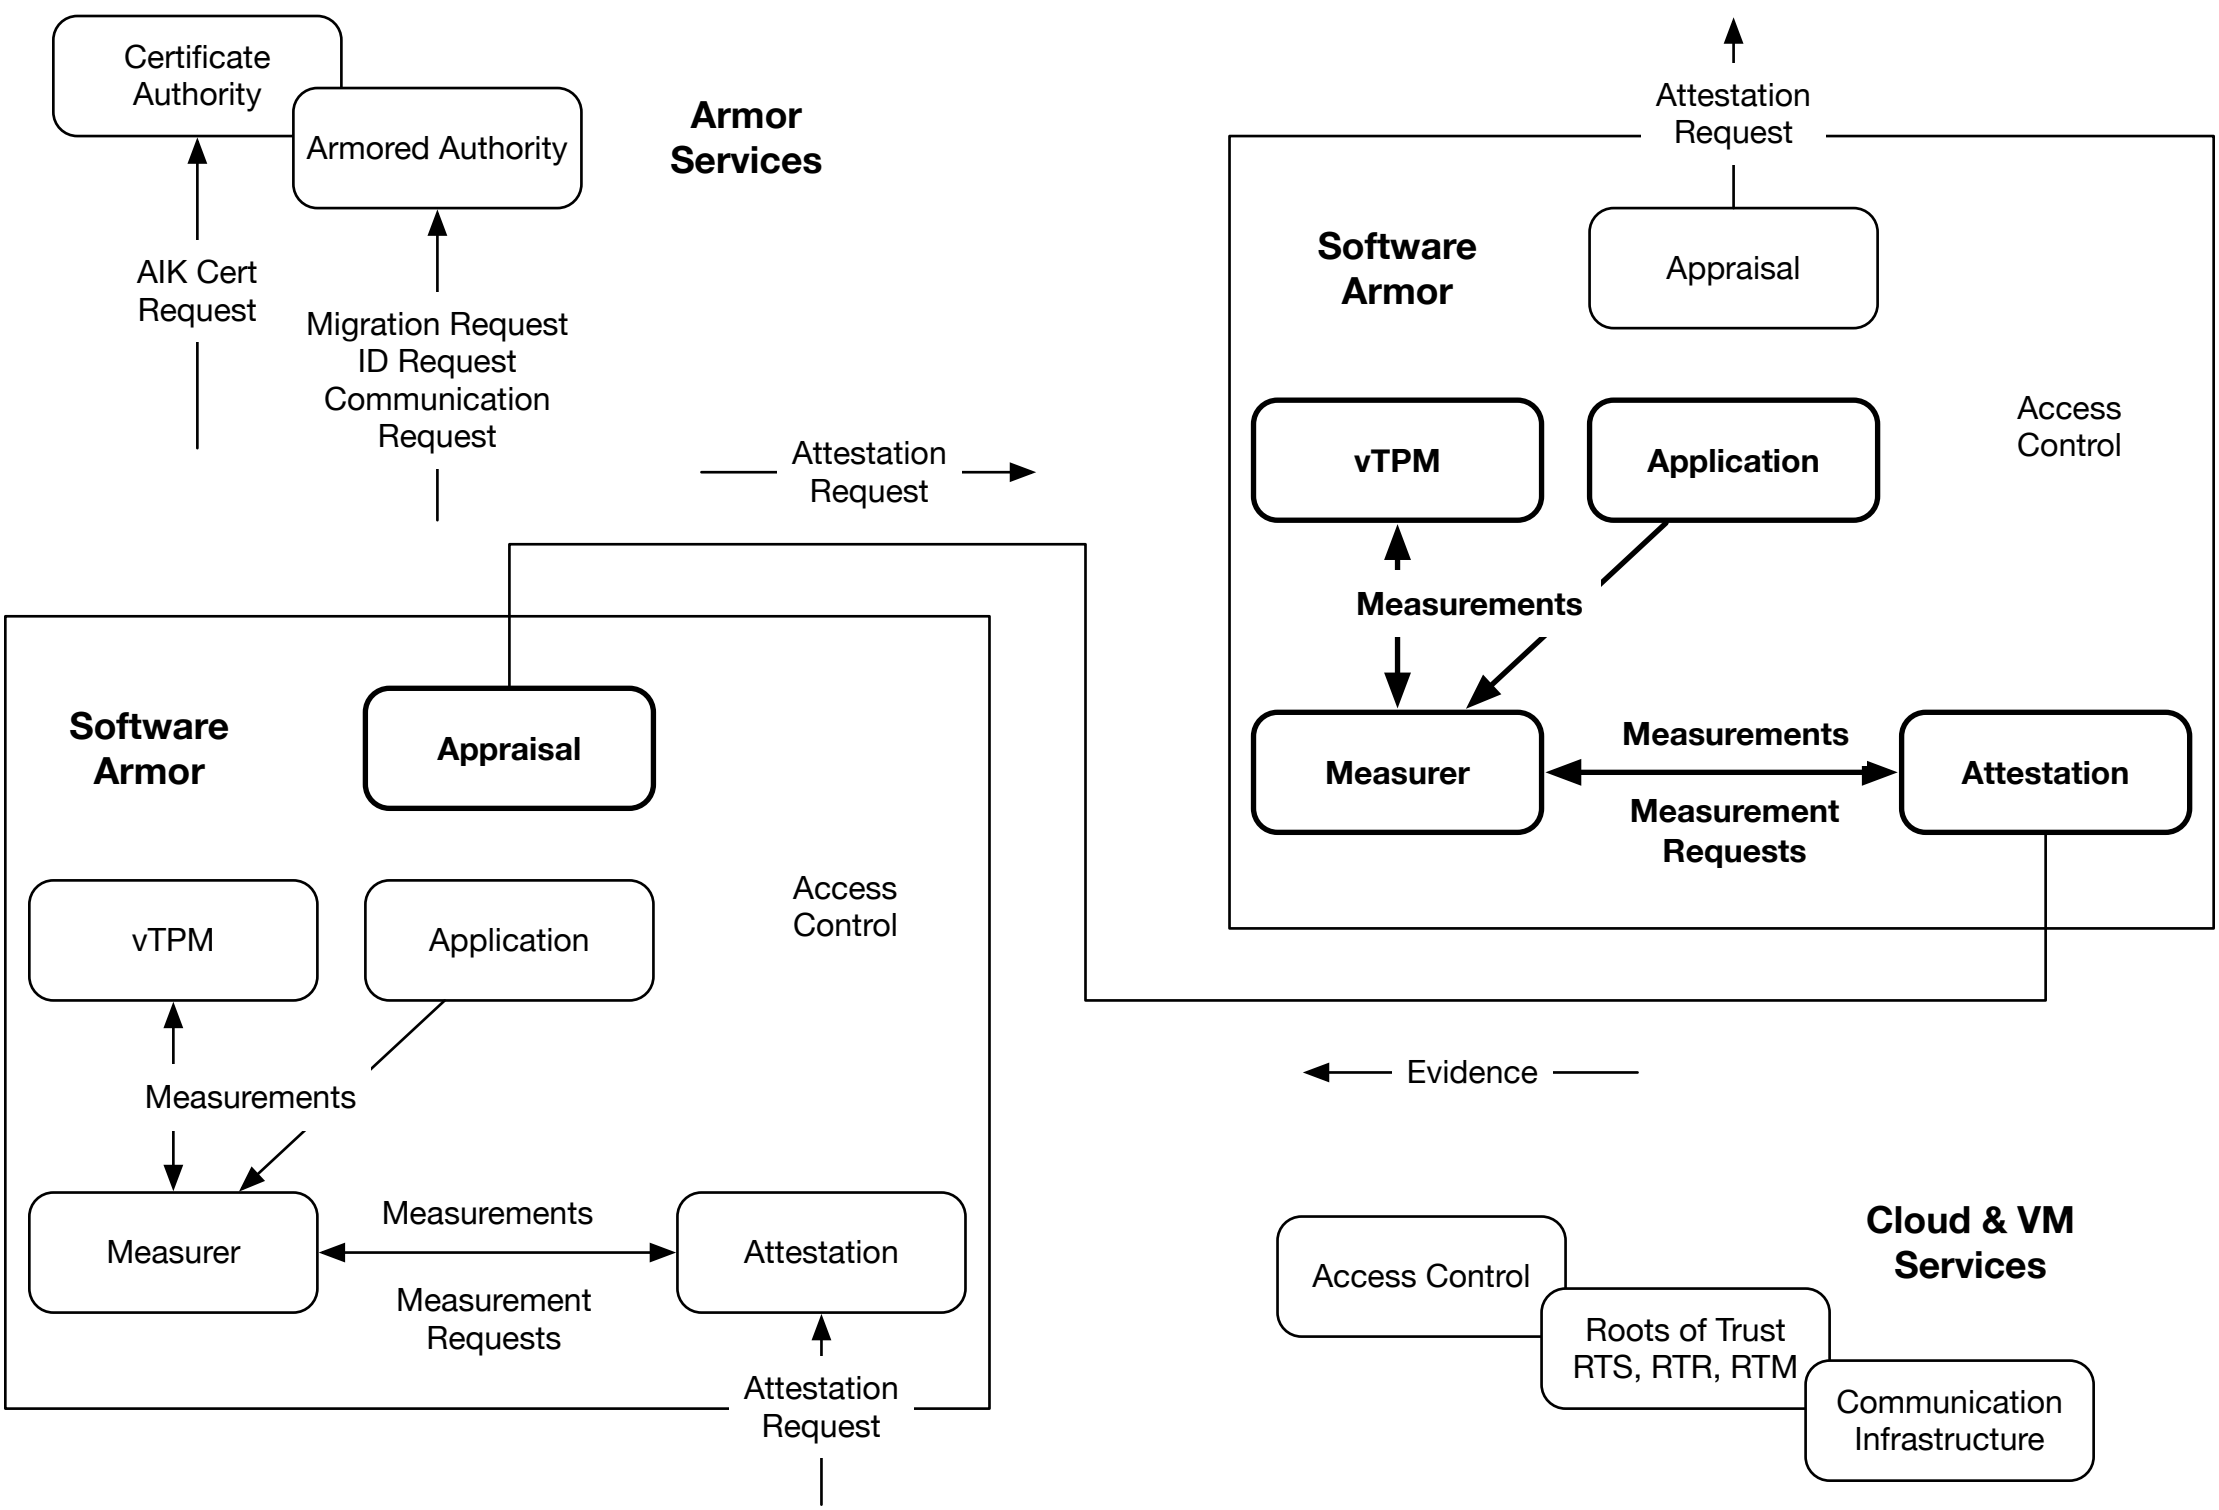 Certificate
Authority
Armored Authority
Armor
Services
AIK Cert
Request
Migration Request
ID Request
Communication
Request
Attestation
Request
Software
Armor
Appraisal
vTPM
Application
Access
Control
Measurements
Measurer
Measurements
Measurement
Requests
Attestation
Attestation
Request
Attestation
Request
Software
Armor
Appraisal
vTPM
Application
Access
Control
Measurements
Measurer
Measurements
Measurement
Requests
Attestation
Evidence
Cloud & VM
Services
Access Control
Roots of Trust
RTS, RTR, RTM
Communication
Infrastructure